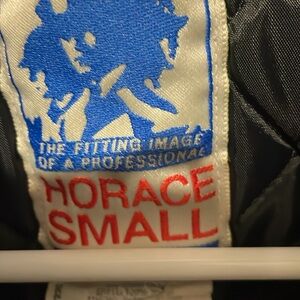 THE FITTING IMAGE
OF A PROFESSIONAL
HORACE
SMALL